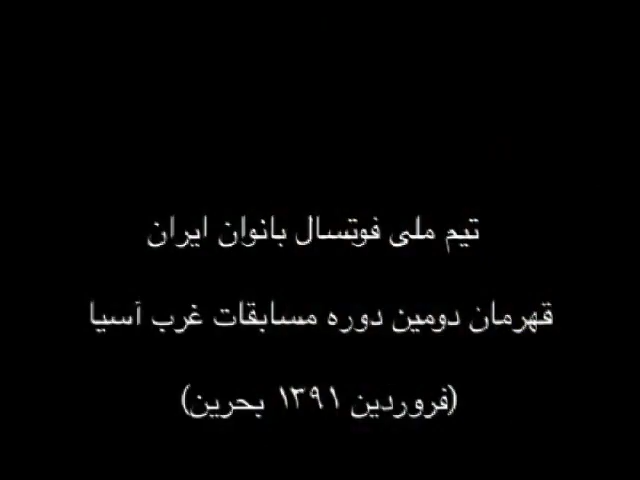 تیم ملی فوتسال بانوان ایران
قهرمان دومین دوره مسابقات غرب آسیا
(فروردین ۱۳۹۱ بحرین)